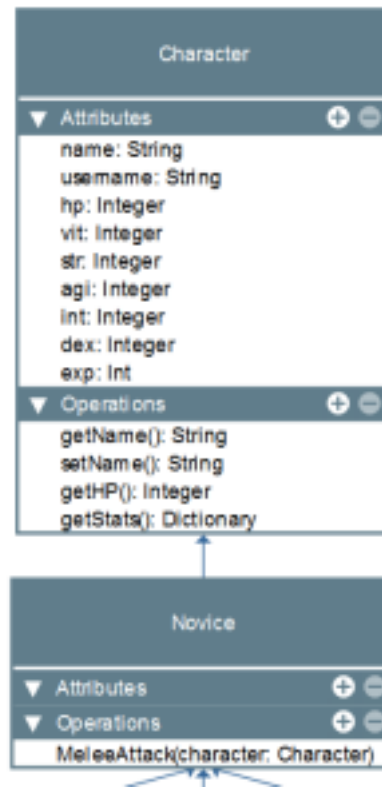 Character
Attributes
name: String
username: String
hp: Integer
vit: Integer
str: Integer
agi: Integer
int: Integer
dex: Integer
exp: Int
Operations
getName(): String
setName(): String
getHP(): Integer
getStats(): Dictionary
Novice
Attributes
Operations
MeleeAttack(character: Character)